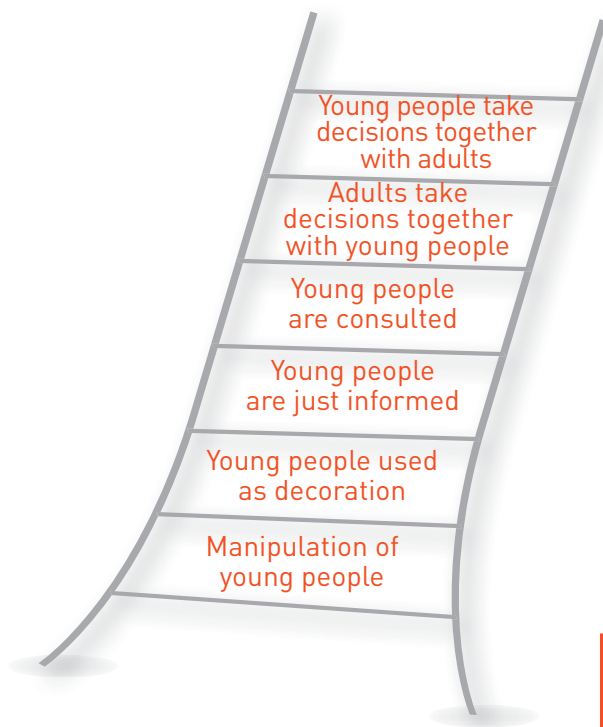 Young people take
decisions together
with adults
Adults take
decisions together
with young people
Young people
are consulted
Young people
are just informed
Young people used
as decoration
Manipulation of
young people